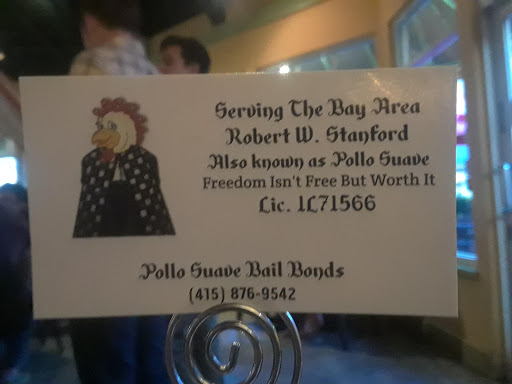 Serving The Bay Area
Robert W. Stanford
Also known as Pollo Suave
Freedom Isn't Free But Worth It
Lic. 1L71566
Pollo Suave Bail Bonds
(415) 876-9542